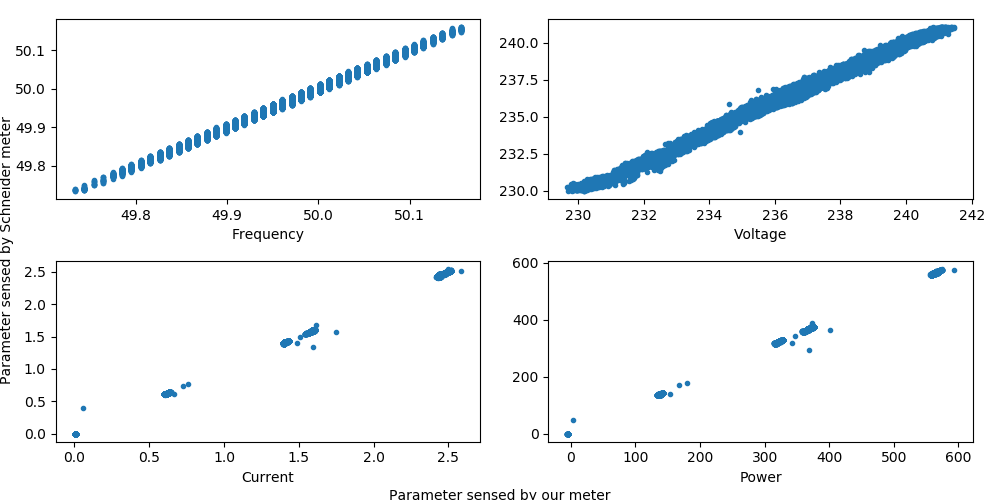 50.1
50.0
49.9
49.8
49.8 49.9 50.0 50.1
Frequency
240.0
237.5
235.0
232.5
230.0
230 232 234 236 238 240 242
Voltage
Parameter sensed by Schneider meter
2.5
2.0
1.5
1.0
0.5
0.0
0.0 0.5 1.0 1.5 2.0 2.5
Current
600
400
200
0
0 100 200 300 400 500 600
Power
Parameter sensed by our meter